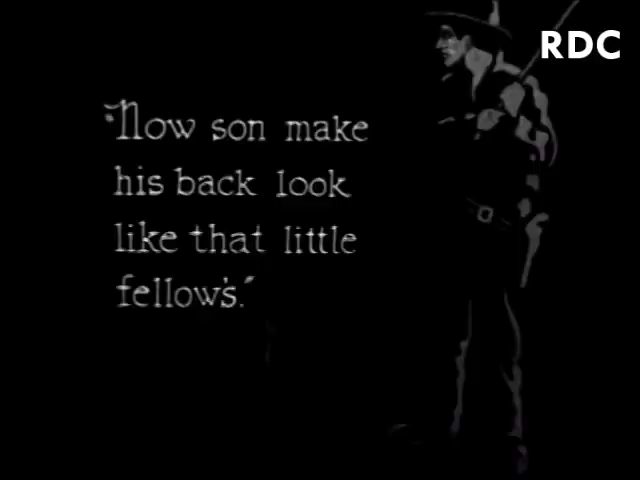 RDC
"Now son make
his back look
like that little
fellow's."